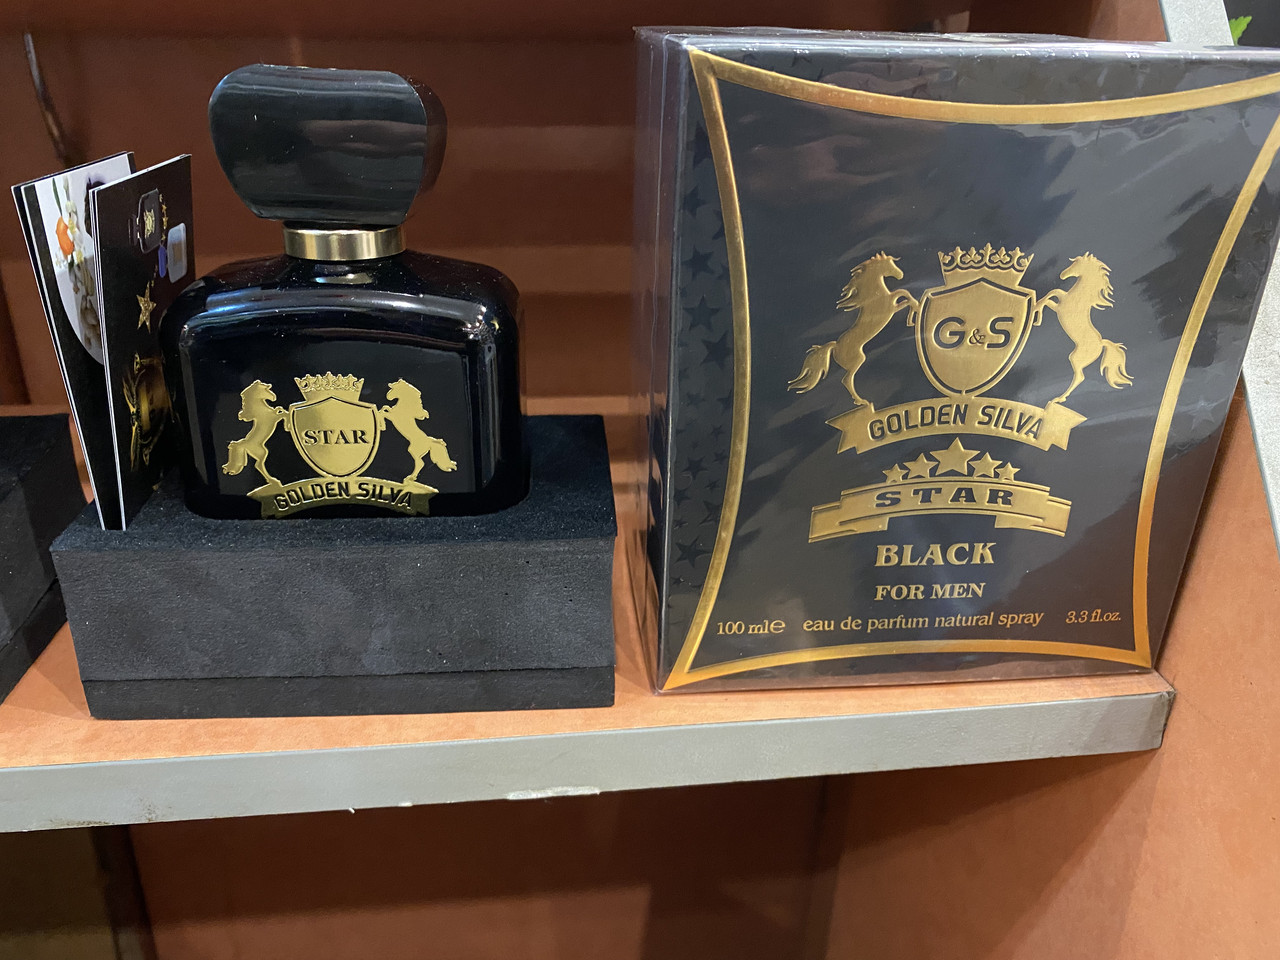 STAR
GOLDEN SILVA
G&S
GOLDEN SILVA
STAR
BLACK
FOR MEN
100 ml℮ eau de parfum natural spray 3.3 fl.oz.